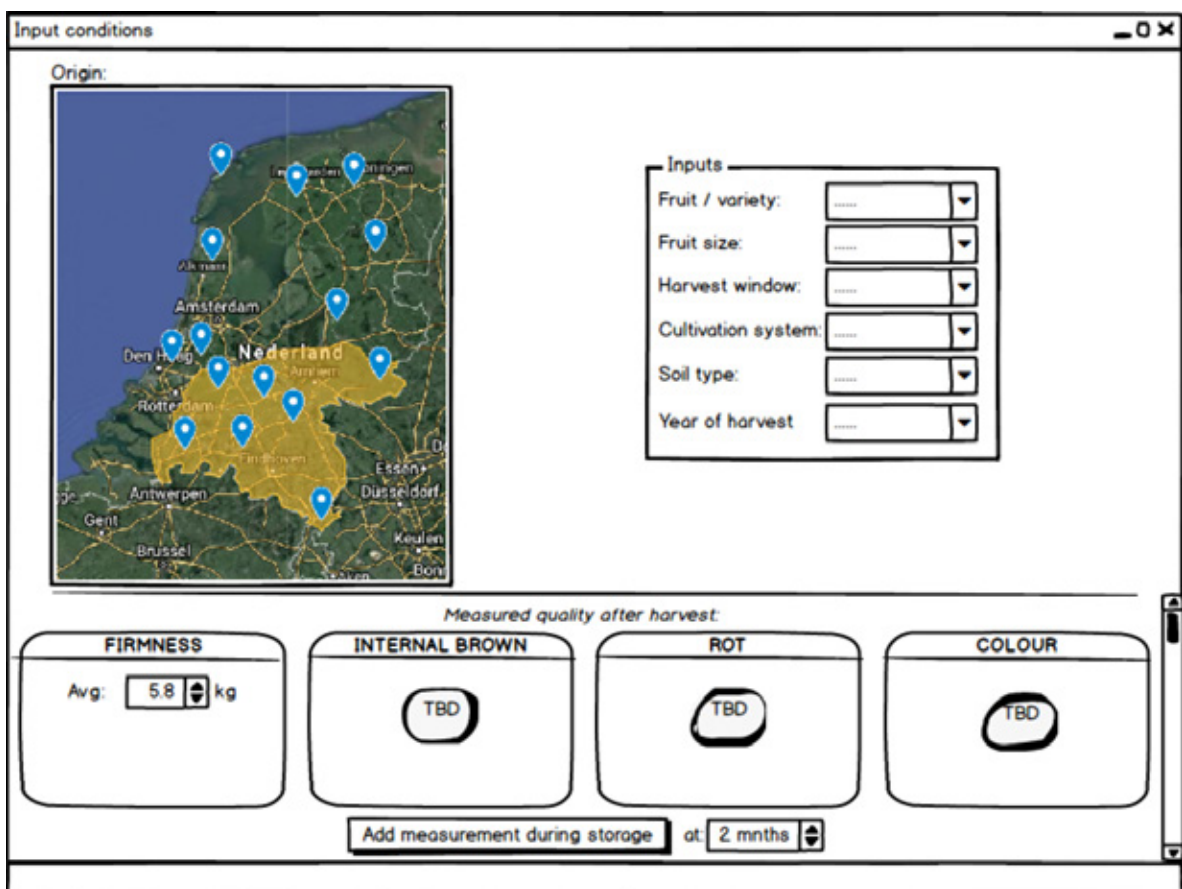 Input conditions
Origin:
Alkmaar
Amsterdam
Den Haag
Nederland
Arnhem
Rotterdam
Eindhoven
Essen
Antwerpen
Düsseldorf
Gent
Keulen
Brussel
Inputs
Fruit / variety: ......
Fruit size: ......
Harvest window: ......
Cultivation system: ......
Soil type: ......
Year of harvest ......
Measured quality after harvest:
FIRMNESS
Avg: 5.8 kg
INTERNAL BROWN
TBD
ROT
TBD
COLOUR
TBD
Add measurement during storage at: 2 mnths